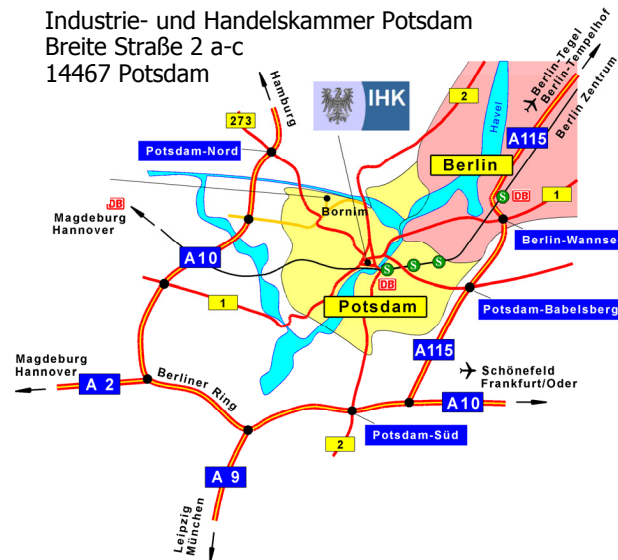 Industrie- und Handelskammer Potsdam
Breite Straße 2 a-c
14467 Potsdam
Hamburg
IHK
2
Havel
Berlin-Tegel
Berlin-Tempelhof
Berlin Zentrum
273
A115
Potsdam-Nord
Berlin
DB
Bornim
S
DB
1
Magdeburg
Hannover
Berlin-Wannse
A10
S
S
S
DB
1
Potsdam
Potsdam-Babelsberg
A115
Magdeburg
Hannover
Schönefeld
Frankfurt/Oder
A 2
Berliner Ring
A10
Potsdam-Süd
2
A 9
Leipzig
München